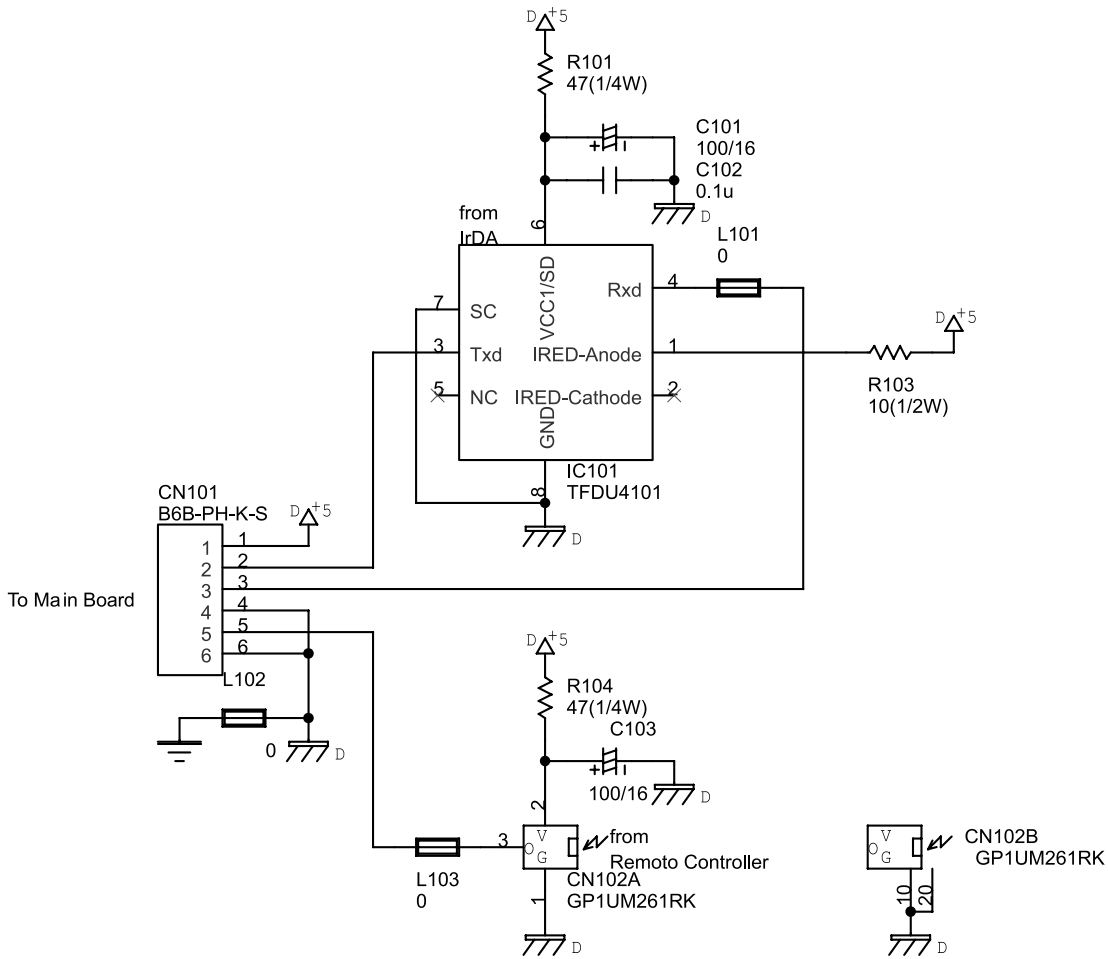 D +5
R101
47(1/4W)
C101
100/16
C102
0.1u
+
D
from
IrDA
6
L101
0
VCC1/SD
Rxd
4
7
SC
3
Txd
IRED-Anode
1
D +5
5
NC
IRED-Cathode
2
R103
10(1/2W)
GND
8
IC101
TFDU4101
D
CN101
B6B-PH-K-S
D +5
1 1
2 2
3 3
4 4
5 5
6 6
To Main Board
L102
0
D
D +5
R104
47(1/4W)
C103
+
100/16
D
2
3
V
O
G
from
Remoto Controller
L103
0
CN102A
GP1UM261RK
1
D
V
O
G
CN102B
GP1UM261RK
10
20
D